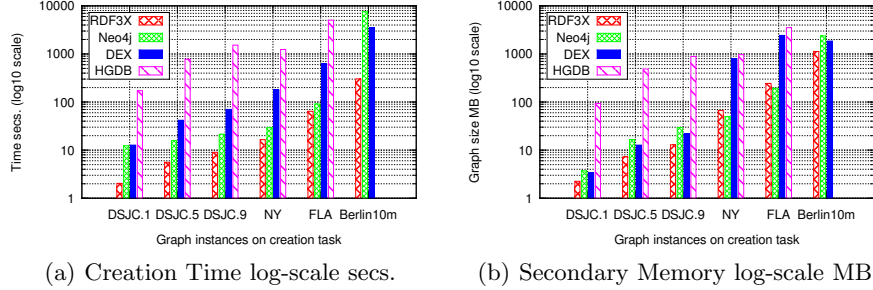 10000
1000
100
10
1
Time secs. (log10 scale)
RDF3X
Neo4j
DEX
HGDB
DSJC.1 DSJC.5 DSJC.9 NY FLA Berlin10m
Graph instances on creation task
(a) Creation Time log-scale secs.
10000
1000
100
10
1
Graph size MB (log10 scale)
RDF3X
Neo4j
DEX
HGDB
DSJC.1 DSJC.5 DSJC.9 NY FLA Berlin10m
Graph instances on creation task
(b) Secondary Memory log-scale MB